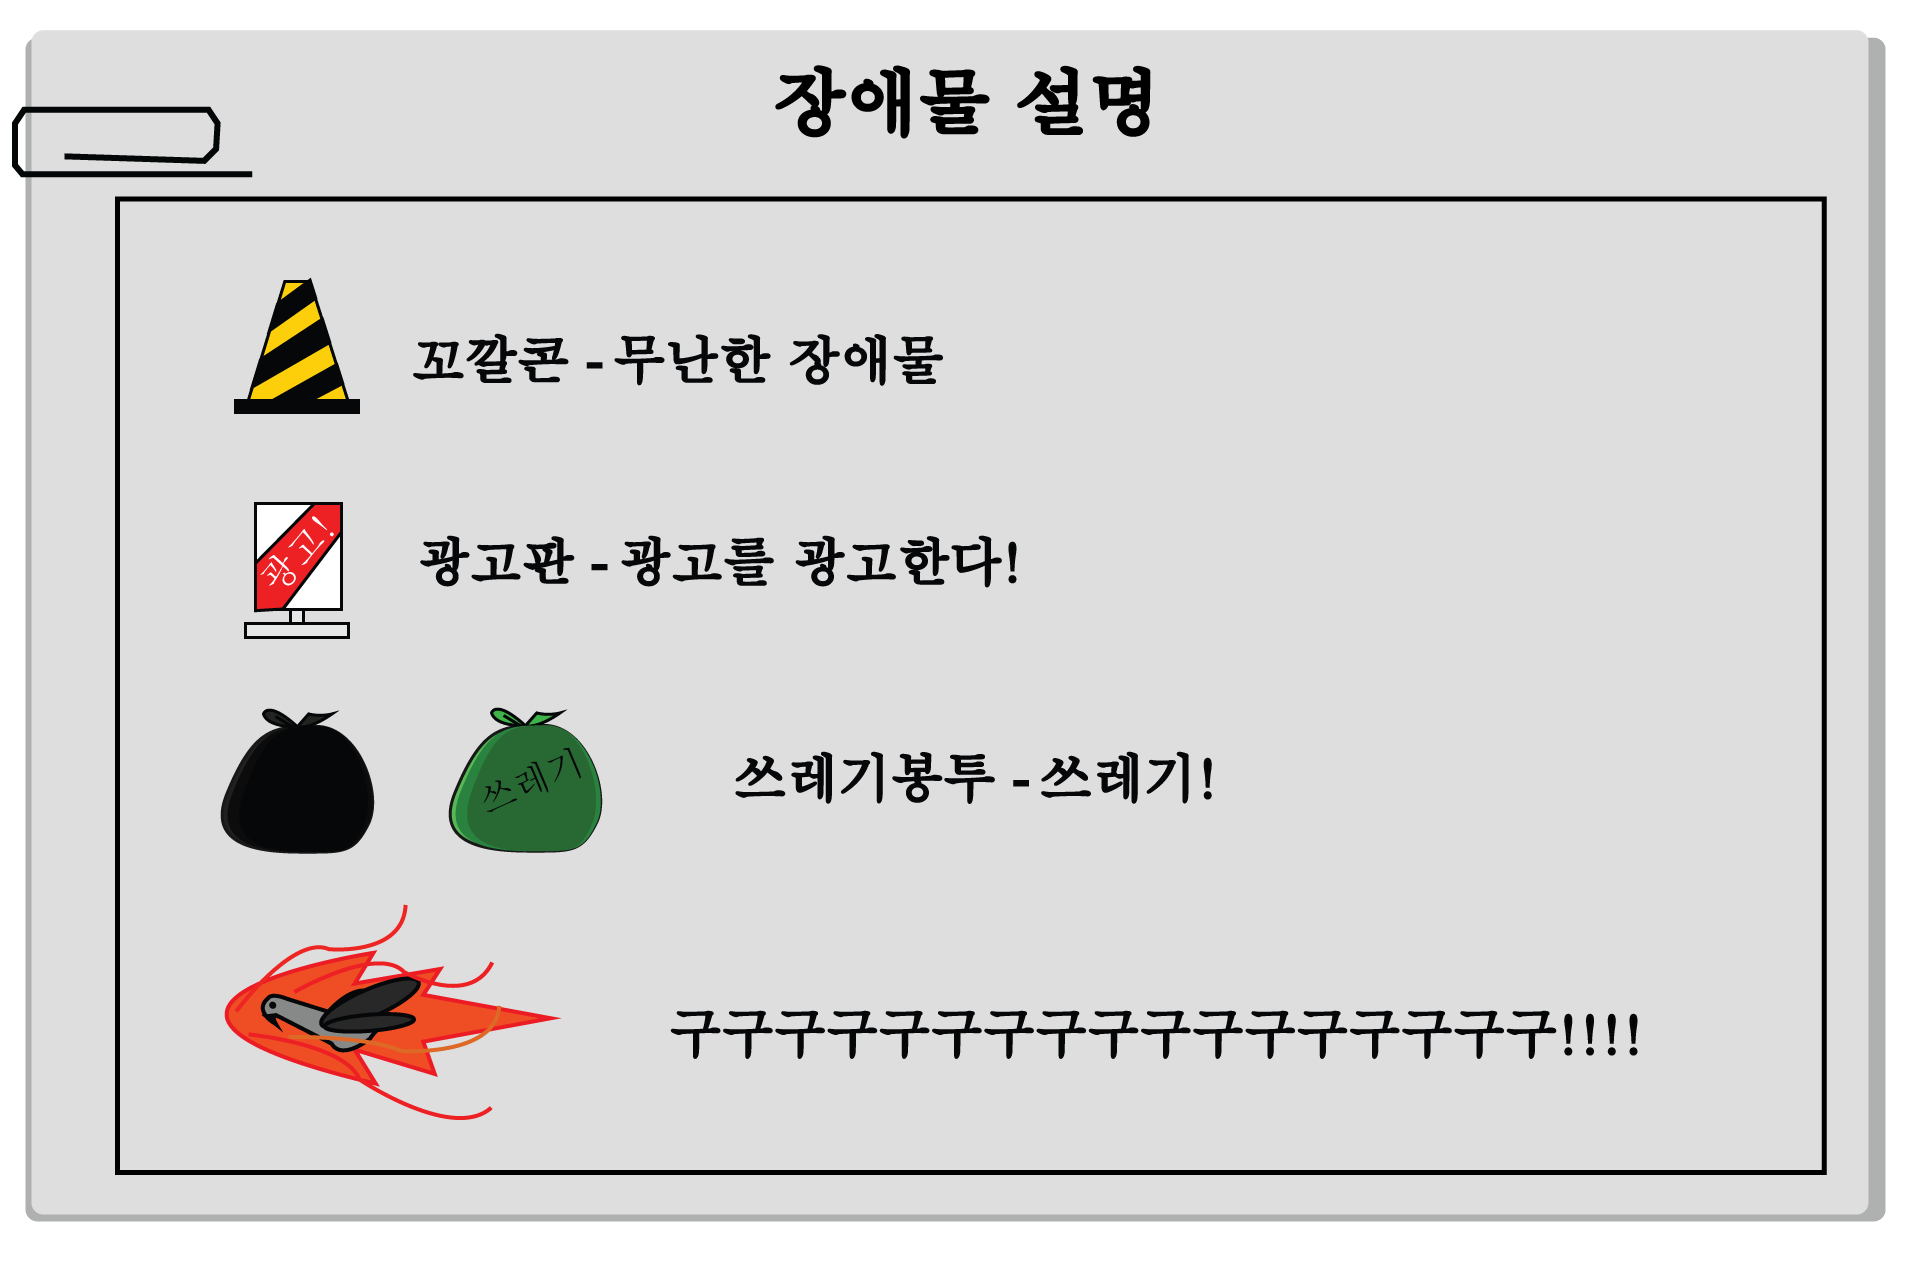 장애물 설명
꼬깔콘 - 무난한 장애물
광고!
광고판 - 광고를 광고한다!
쓰레기
쓰레기봉투 - 쓰레기!
구구구구구구구구구구구구구구구구구!!!!